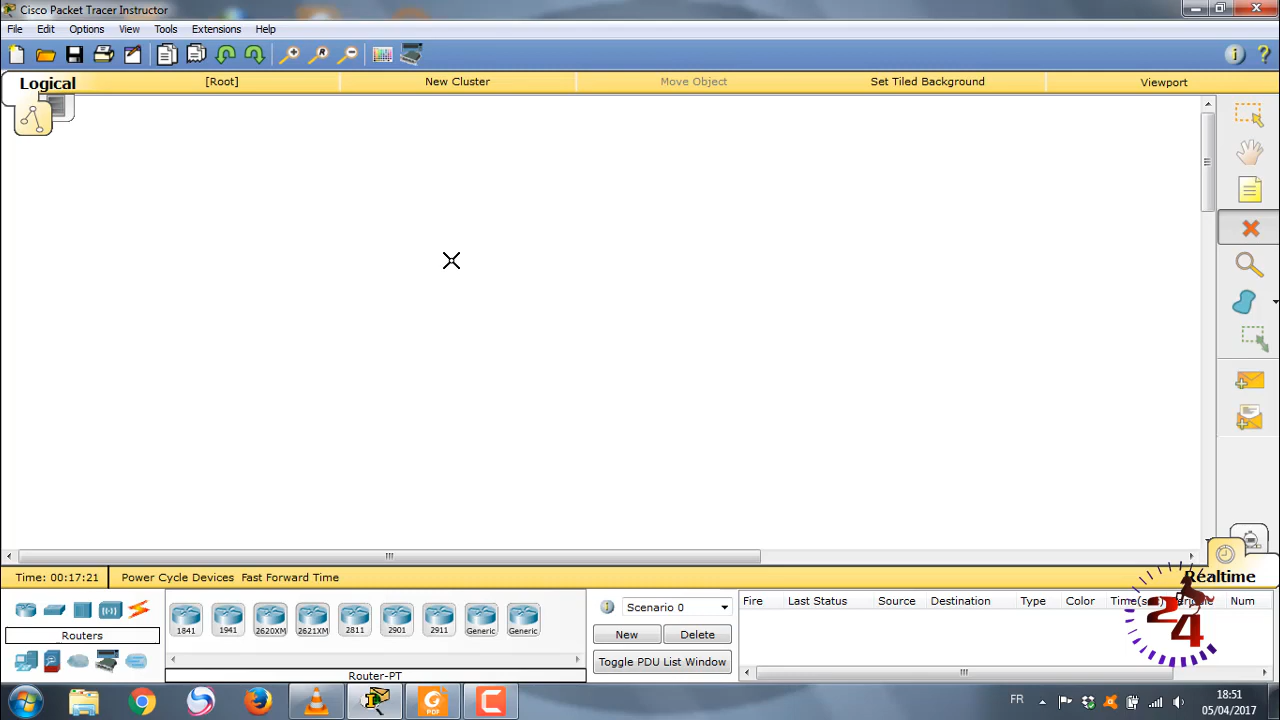 Cisco Packet Tracer Instructor
File Edit Options View Tools Extensions Help
Logical [Root] New Cluster Move Object Set Tiled Background Viewport
Time: 00:17:21 Power Cycle Devices Fast Forward Time Realtime
Routers
1841 1941 2620XM 2621XM 2811 2901 2911 Generic Generic
Router-PT
Scenario 0
New Delete
Toggle PDU List Window
Fire Last Status Source Destination Type Color Num
24
PDF
FR 18:51
05/04/2017